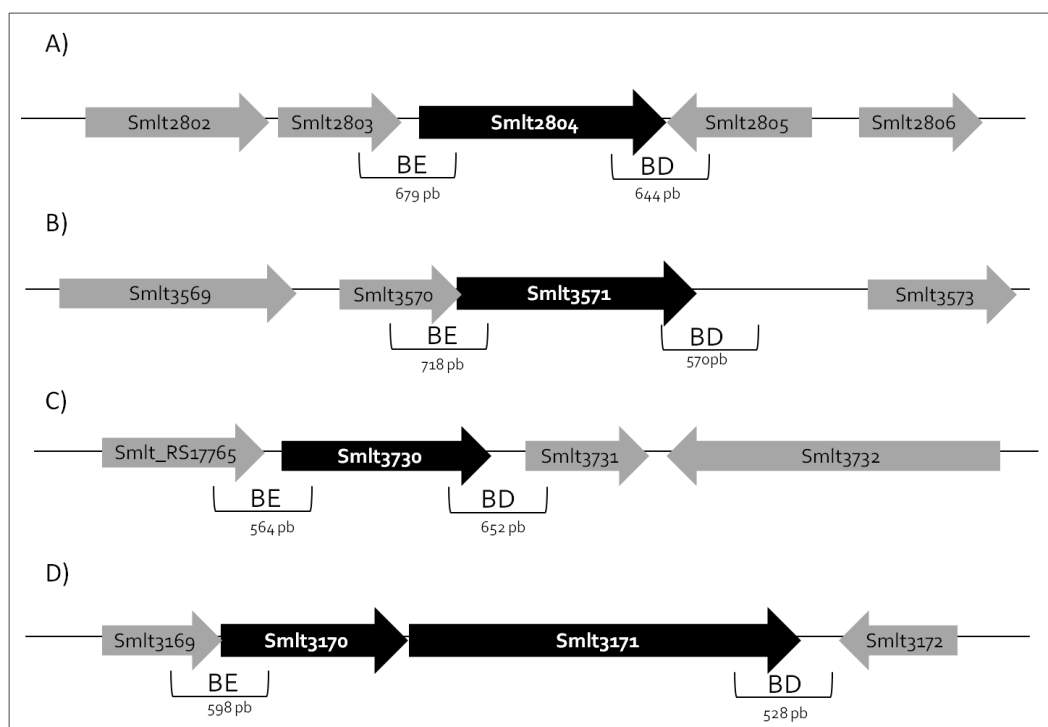 A)
Smlt2802 Smlt2803 Smlt2804 Smlt2805 Smlt2806
BE BD
679 pb 644 pb
B)
Smlt3569 Smlt3570 Smlt3571 Smlt3573
BE BD
718 pb 570pb
C)
Smlt_RS17765 Smlt3730 Smlt3731 Smlt3732
BE BD
564 pb 652 pb
D)
Smlt3169 Smlt3170 Smlt3171 Smlt3172
BE BD
598 pb 528 pb